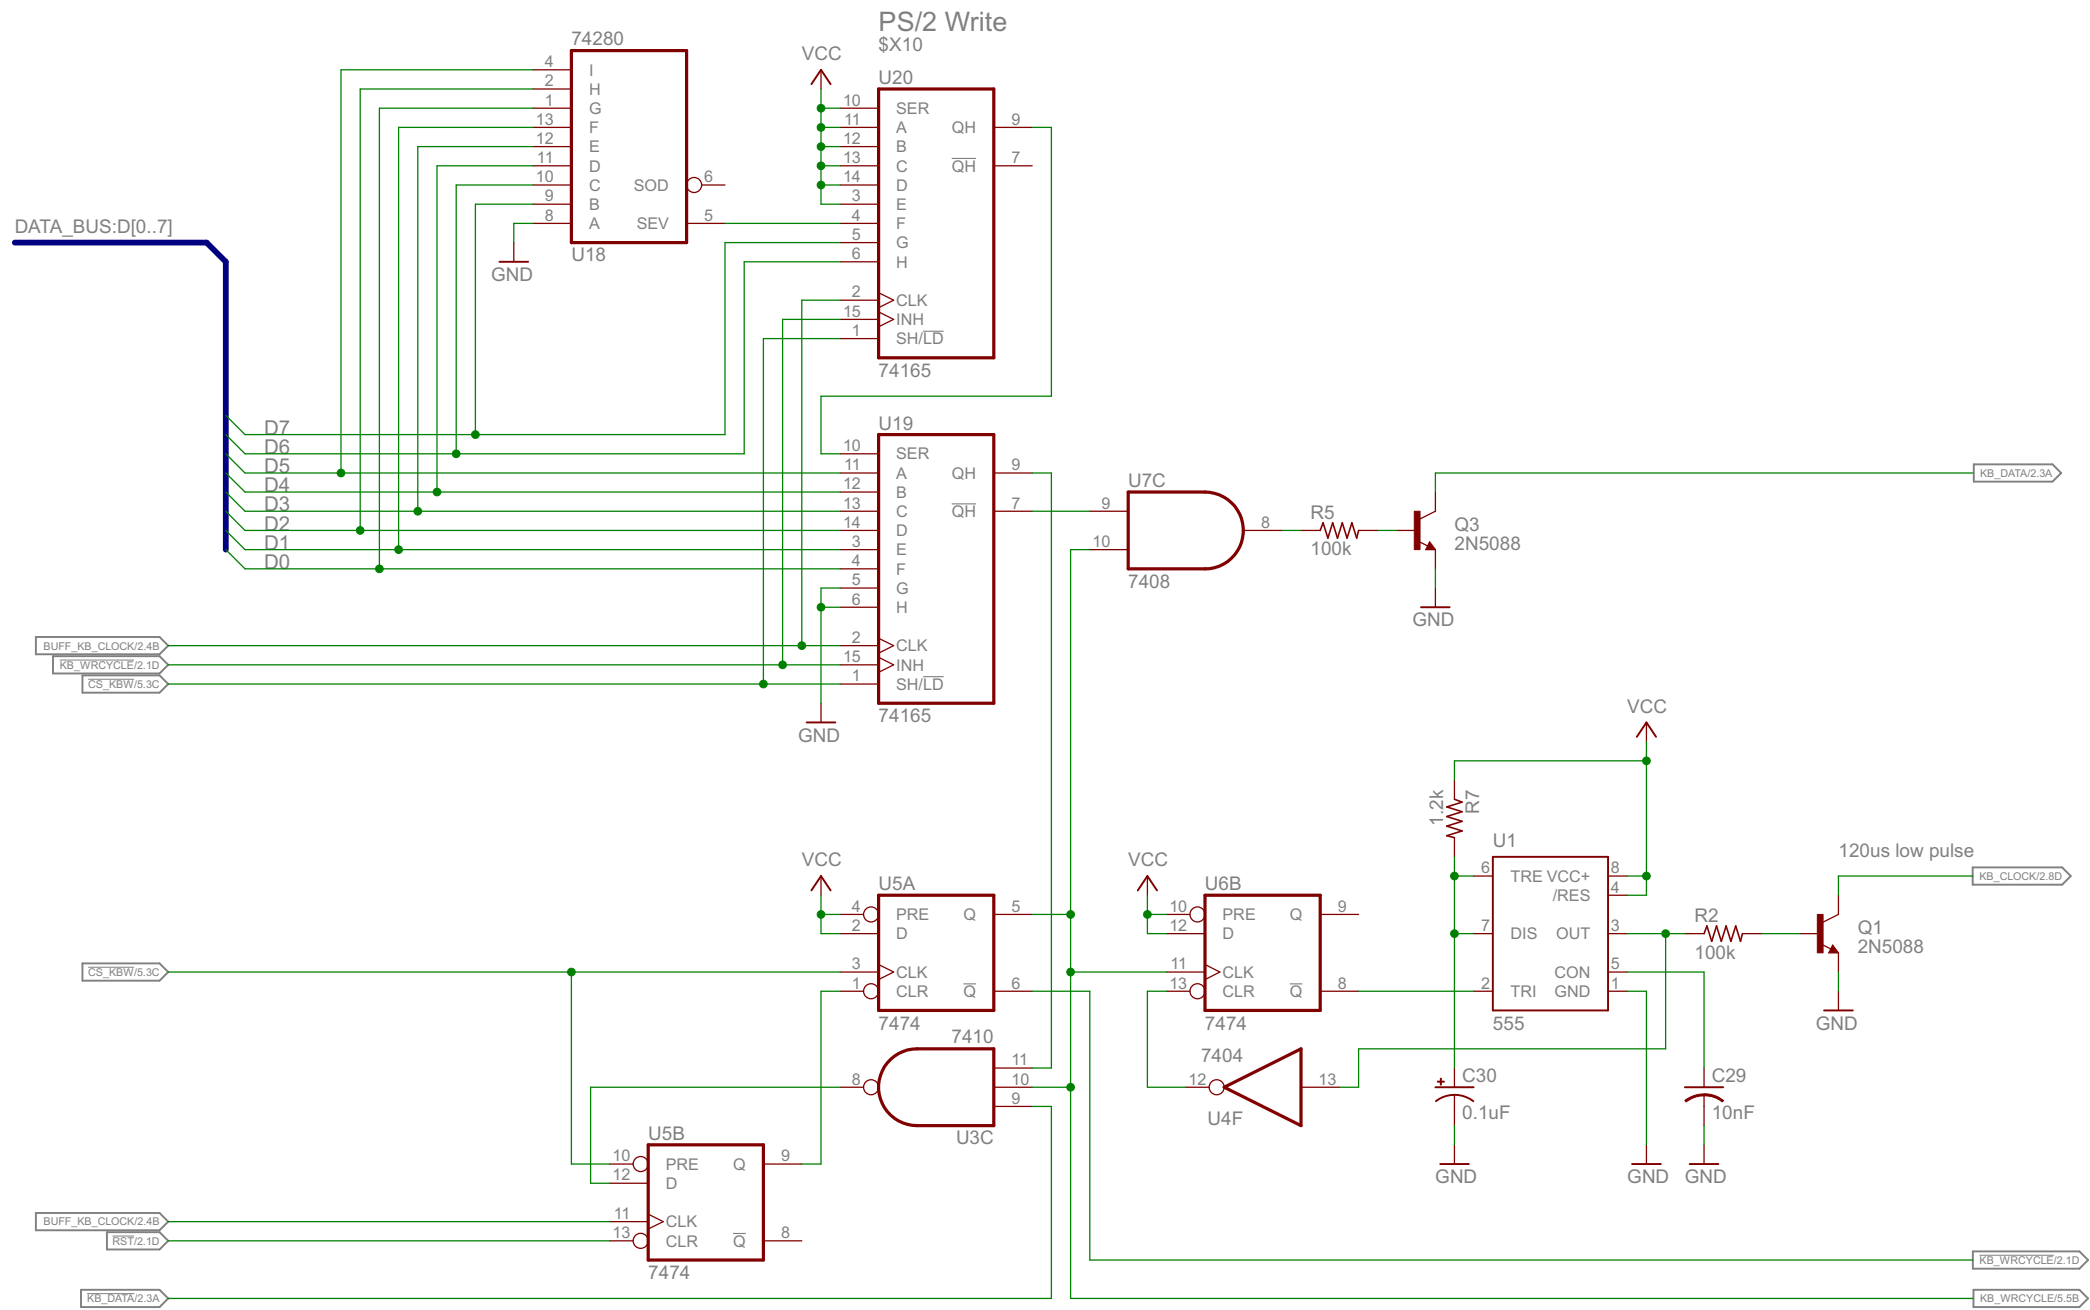 PS/2 Write
$X10
74280
VCC
U20
4 I
2 H
1 G
13 F
12 E
11 D
10 C SOD 6
9 B
8 A SEV 5
U18
GND
10 SER
11 A QH 9
12 B
13 C QH 7
14 D
3 E
4 F
5 G
6 H
2 CLK
15 INH
1 SH/LD
74165
DATA_BUS:D[0..7]
D7
D6
D5
D4
D3
D2
D1
D0
U19
10 SER
11 A QH 9
12 B
13 C QH 7
14 D
3 E
4 F
5 G
6 H
2 CLK
15 INH
1 SH/LD
74165
GND
BUFF_KB_CLOCK/2.4B
KB_WRCYCLE/2.1D
CS_KBW/5.3C
U7C
9
10
8
7408
R5
100k
Q3
2N5088
GND
KB_DATA/2.3A
VCC
1.2k
R7
U1
6 TRE VCC+ 8
/RES 4
7 DIS OUT 3
CON 5
2 TRI GND 1
555
R2
100k
120us low pulse
KB_CLOCK/2.8D
Q1
2N5088
GND
VCC
U5A
4 PRE Q 5
2 D
3 CLK
1 CLR Q 6
7474
VCC
U6B
10 PRE Q 9
12 D
11 CLK
13 CLR Q 8
7474
CS_KBW/5.3C
7410
11
8 10
9
U3C
7404
12 13
U4F
C30
0.1uF
GND
GND
C29
10nF
GND
U5B
10 PRE Q 9
12 D
11 CLK
13 CLR Q 8
7474
BUFF_KB_CLOCK/2.4B
RST/2.1D
KB_DATA/2.3A
KB_WRCYCLE/2.1D
KB_WRCYCLE/5.5B